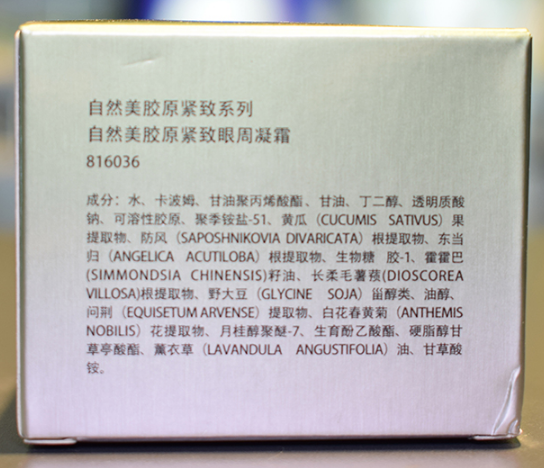 自然美胶原紧致系列
自然美胶原紧致眼周凝霜
816036
成分：水、卡波姆、甘油聚丙烯酸酯、甘油、丁二醇、透明质酸
钠、可溶性胶原、聚季铵盐-51、黄瓜（CUCUMIS SATIVUS）果
提取物、防风（SAPOSHNIKOVIA DIVARICATA）根提取物、东当
归（ANGELICA ACUTILOBA）根提取物、生物糖 胶-1、霍霍巴
(SIMMONDSIA CHINENSIS)籽油、长柔毛薯蓣(DIOSCOREA
VILLOSA)根提取物、野大豆（GLYCINE SOJA）甾醇类、油醇、
问荆（EQUISETUM ARVENSE）提取物、白花春黄菊（ANTHEMIS
NOBILIS）花提取物、月桂醇聚醚-7、生育酚乙酸酯、硬脂醇甘
草亭酸酯、薰衣草（LAVANDULA ANGUSTIFOLIA）油、甘草酸
铵。